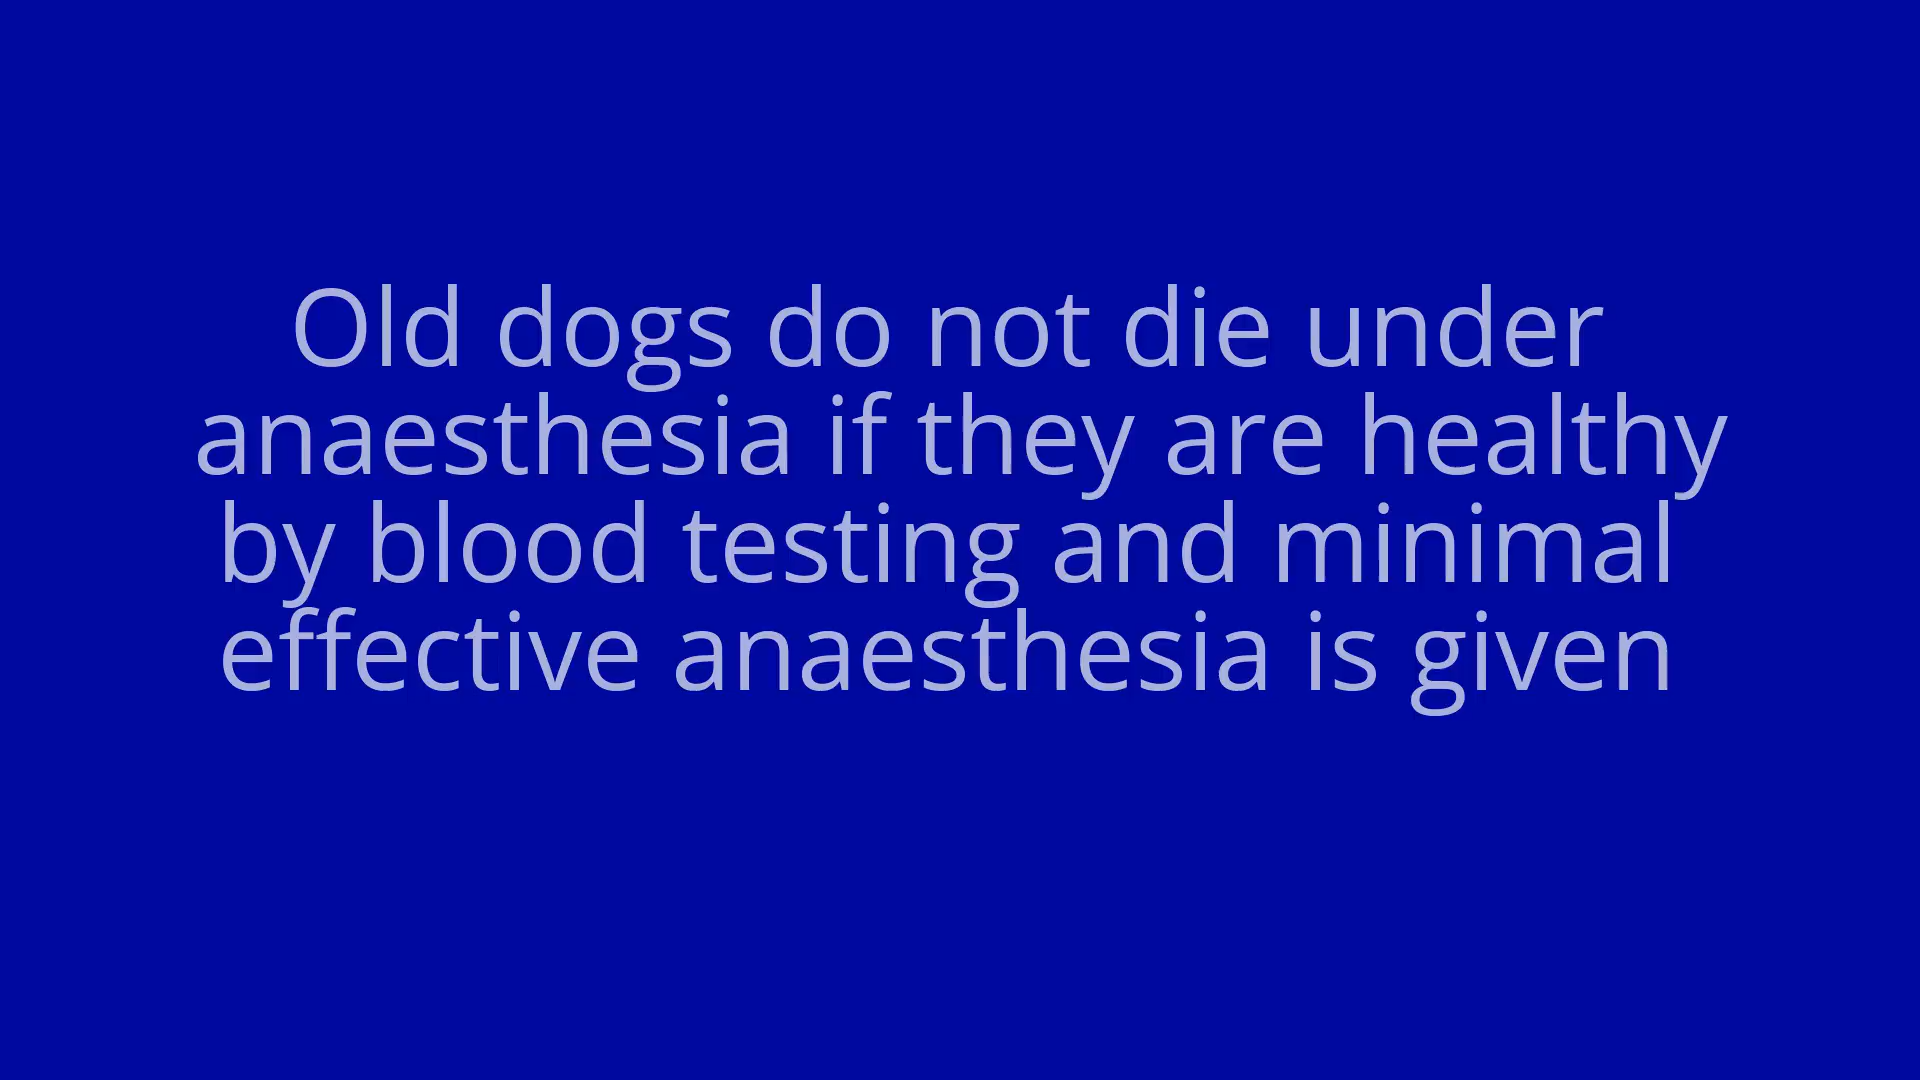 Old dogs do not die under
anaesthesia if they are healthy
by blood testing and minimal
effective anaesthesia is given